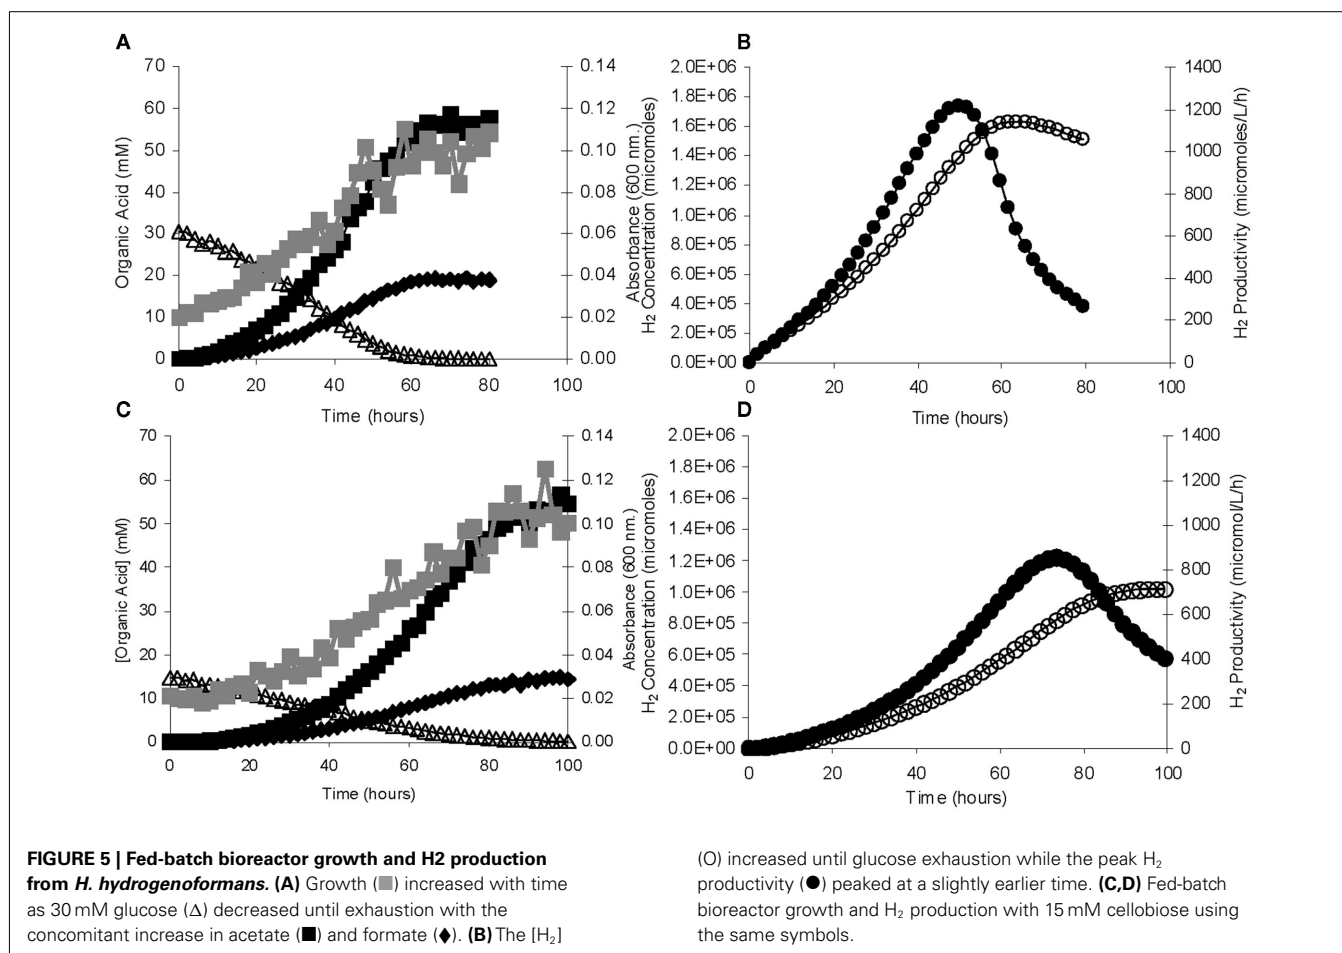 A
70
60
50
40
30
20
10
0
Organic Acid (mM)
0.14
0.12
0.10
0.08
0.06
0.04
0.02
0.00
Absorbance (600 nm.)
0 20 40 60 80 100
Time (hours)
B
2.0E+06
1.8E+06
1.6E+06
1.4E+06
1.2E+06
1.0E+06
8.0E+05
6.0E+05
4.0E+05
2.0E+05
0.0E+00
H2 Concentration (micromoles)
1400
1200
1000
800
600
400
200
0
H2 Productivity (micromoles/L/h)
0 20 40 60 80 100
Time (hours)
C
70
60
50
40
30
20
10
0
[Organic Acid] (mM)
0.14
0.12
0.10
0.08
0.06
0.04
0.02
0.00
Absorbance (600 nm.)
0 20 40 60 80 100
Time (hours)
D
2.0E+06
1.8E+06
1.6E+06
1.4E+06
1.2E+06
1.0E+06
8.0E+05
6.0E+05
4.0E+05
2.0E+05
0.0E+00
H2 Concentration (micromoles)
1400
1200
1000
800
600
400
200
0
H2 Productivity (micromol/L/h)
0 20 40 60 80 100
Time (hours)
FIGURE 5 | Fed-batch bioreactor growth and H2 production
from H. hydrogenoformans. (A) Growth (■) increased with time
as 30 mM glucose (Δ) decreased until exhaustion with the
concomitant increase in acetate (■) and formate (♦). (B) The [H₂]
(O) increased until glucose exhaustion while the peak H₂
productivity (●) peaked at a slightly earlier time. (C,D) Fed-batch
bioreactor growth and H₂ production with 15 mM cellobiose using
the same symbols.